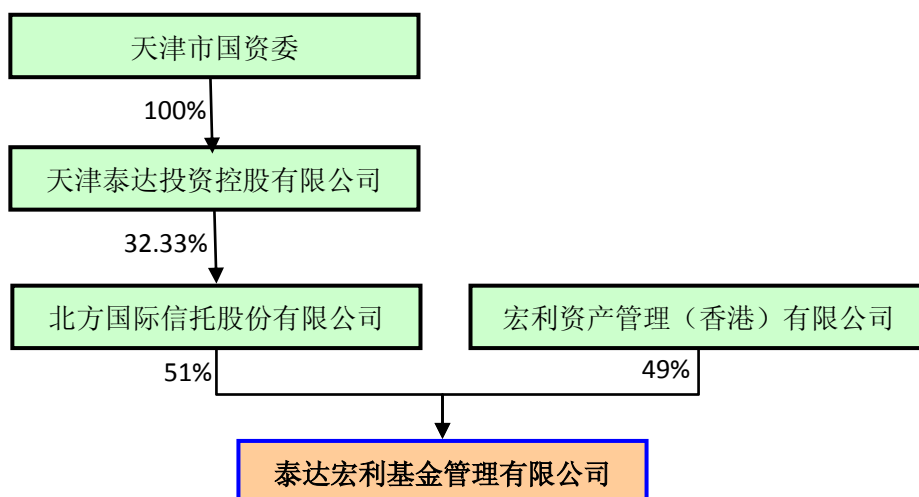 天津市国资委
100%
天津泰达投资控股有限公司
32.33%
北方国际信托股份有限公司
宏利资产管理（香港）有限公司
51%
49%
泰达宏利基金管理有限公司